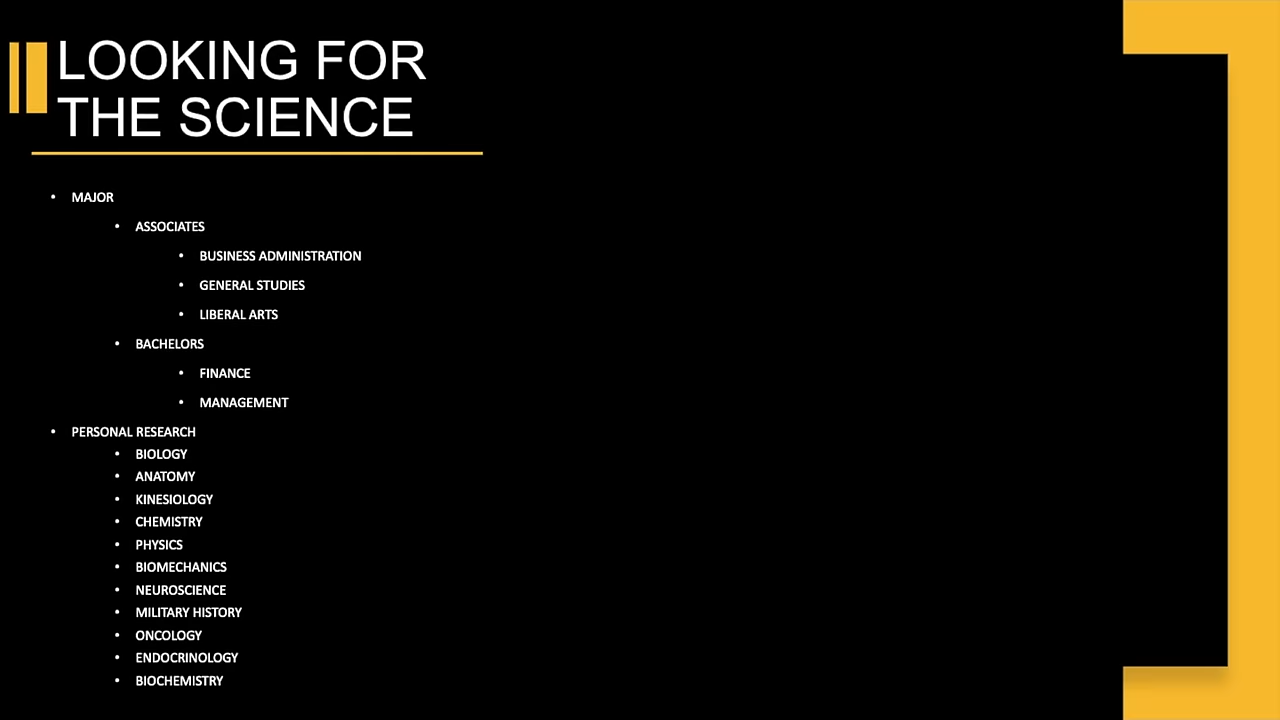 LOOKING FOR
THE SCIENCE
• MAJOR
• ASSOCIATES
• BUSINESS ADMINISTRATION
• GENERAL STUDIES
• LIBERAL ARTS
• BACHELORS
• FINANCE
• MANAGEMENT
• PERSONAL RESEARCH
• BIOLOGY
• ANATOMY
• KINESIOLOGY
• CHEMISTRY
• PHYSICS
• BIOMECHANICS
• NEUROSCIENCE
• MILITARY HISTORY
• ONCOLOGY
• ENDOCRINOLOGY
• BIOCHEMISTRY